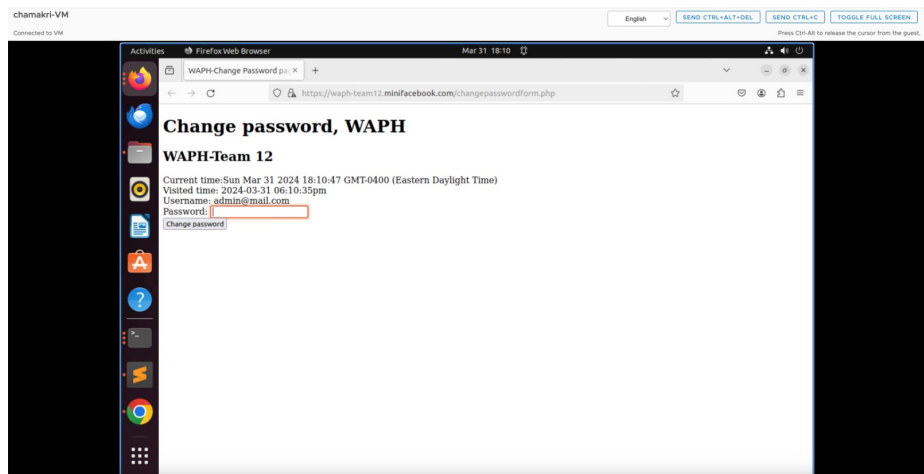 chamakri-VM
English
SEND CTRL+ALT+DEL
SEND CTRL+C
TOGGLE FULL SCREEN
Connected to VM
Press Ctrl-Alt to release the cursor from the guest.
Activities
Firefox Web Browser
Mar 31 18:10
WAPH-Change Password pa
https://waph-team12.minifacebook.com/changepasswordform.php
Change password, WAPH
WAPH-Team 12
Current time:Sun Mar 31 2024 18:10:47 GMT-0400 (Eastern Daylight Time)
Visited time: 2024-03-31 06:10:35pm
Username: admin@mail.com
Password:
Change password